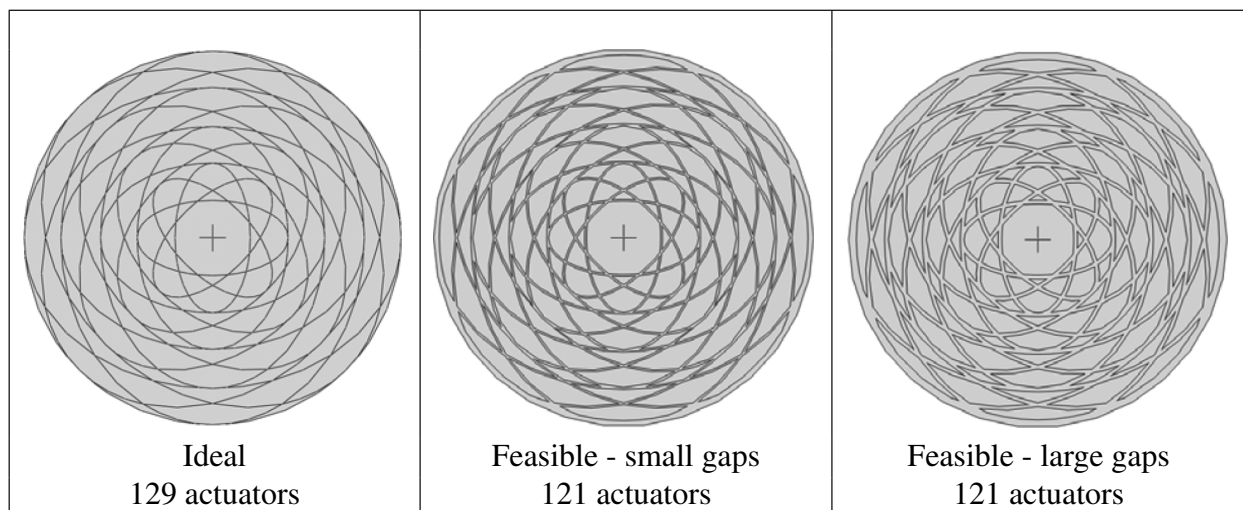 Ideal
129 actuators
Feasible - small gaps
121 actuators
Feasible - large gaps
121 actuators